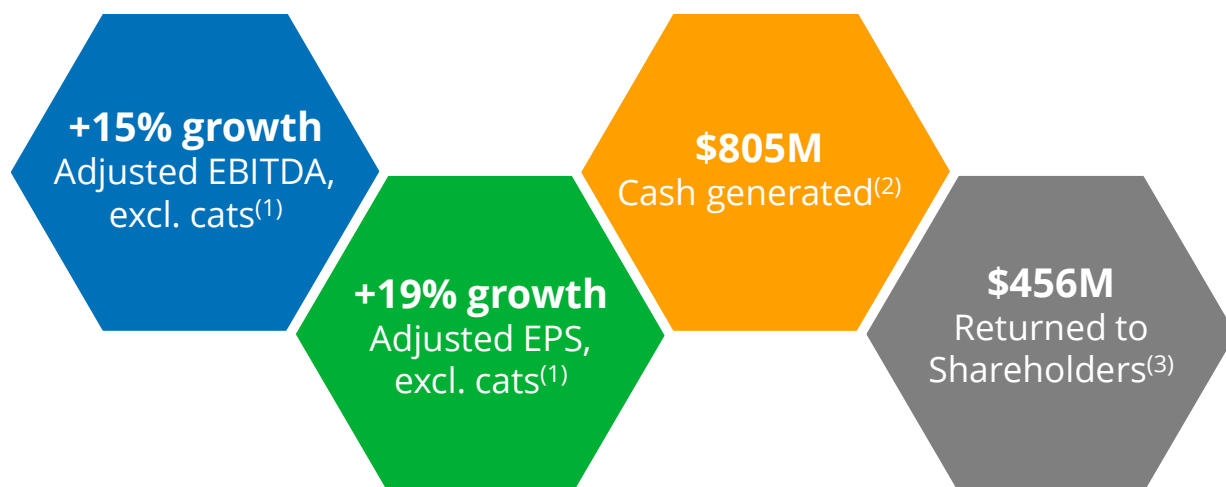 +15% growth
Adjusted EBITDA,
excl. cats(1)
+19% growth
Adjusted EPS,
excl. cats(1)
$805M
Cash generated(2)
$456M
Returned to
Shareholders(3)